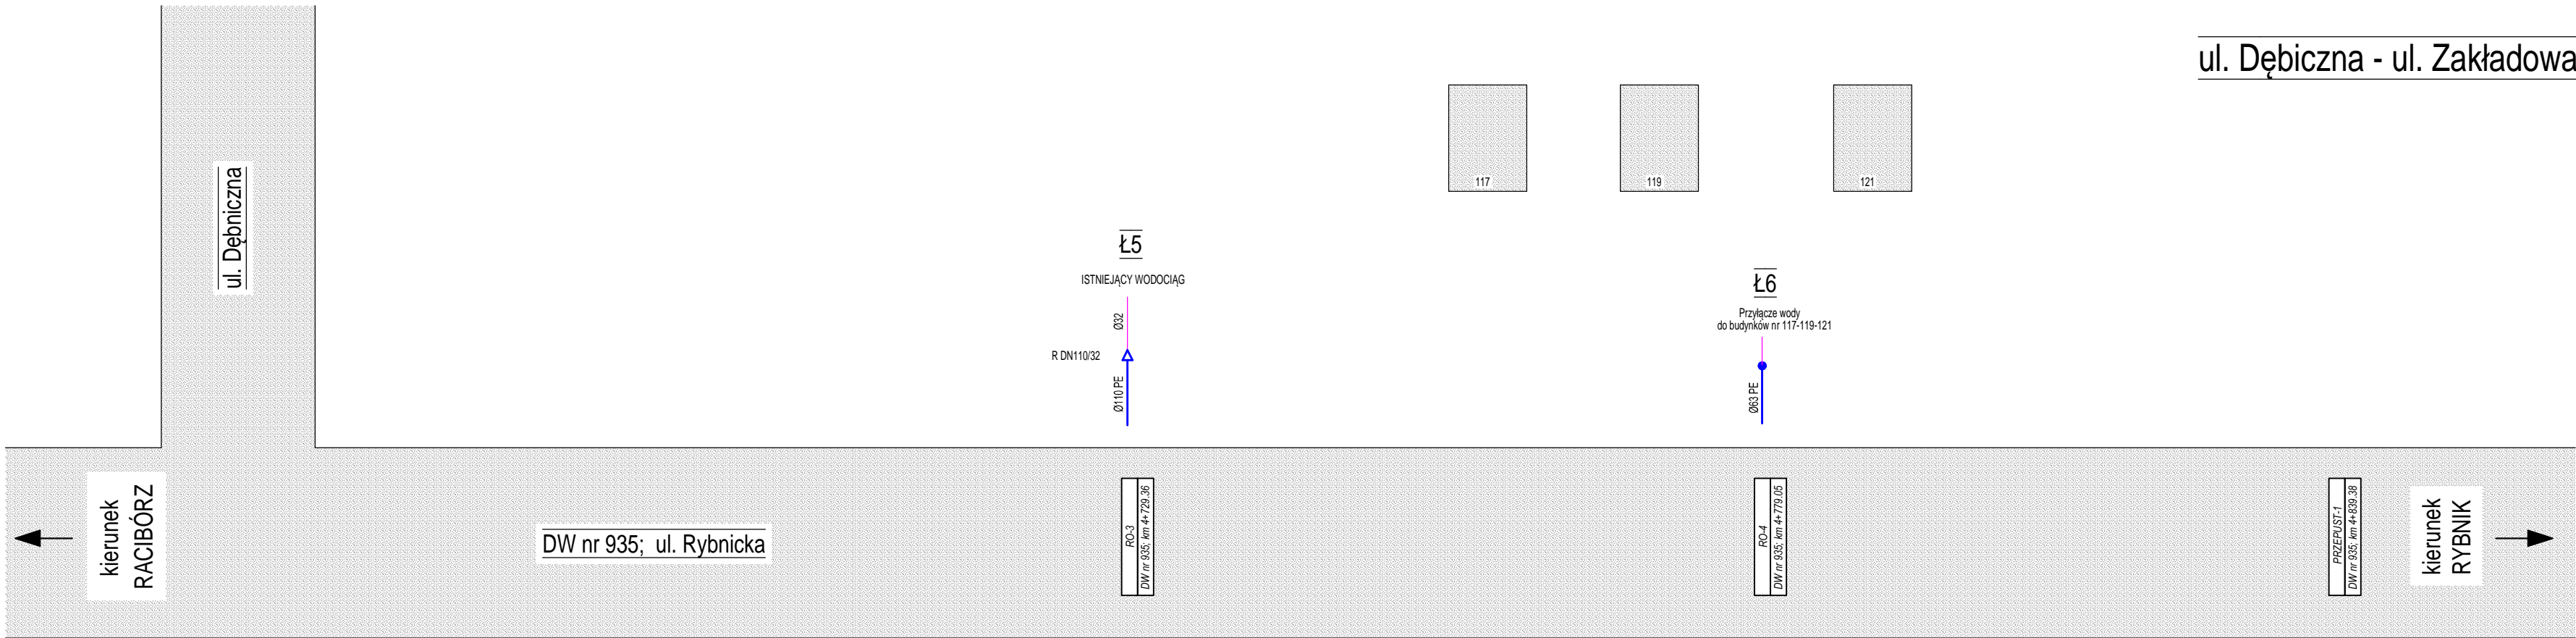 ul. Dębiczna - ul. Zakładowa
117
119
121
ul. Dębniczna
Ł5
ISTNIEJĄCY WODOCIĄG
Ø32
R DN110/32
Ø110 PE
Ł6
Przyłącze wody
do budynków nr 117-119-121
Ø63 PE
kierunek
RACIBÓRZ
DW nr 935;  ul. Rybnicka
RO-3
DW nr 935; km 4+729.36
RO-4
DW nr 935; km 4+779.05
PRZEPUST-1
DW nr 935; km 4+839.38
kierunek
RYBNIK